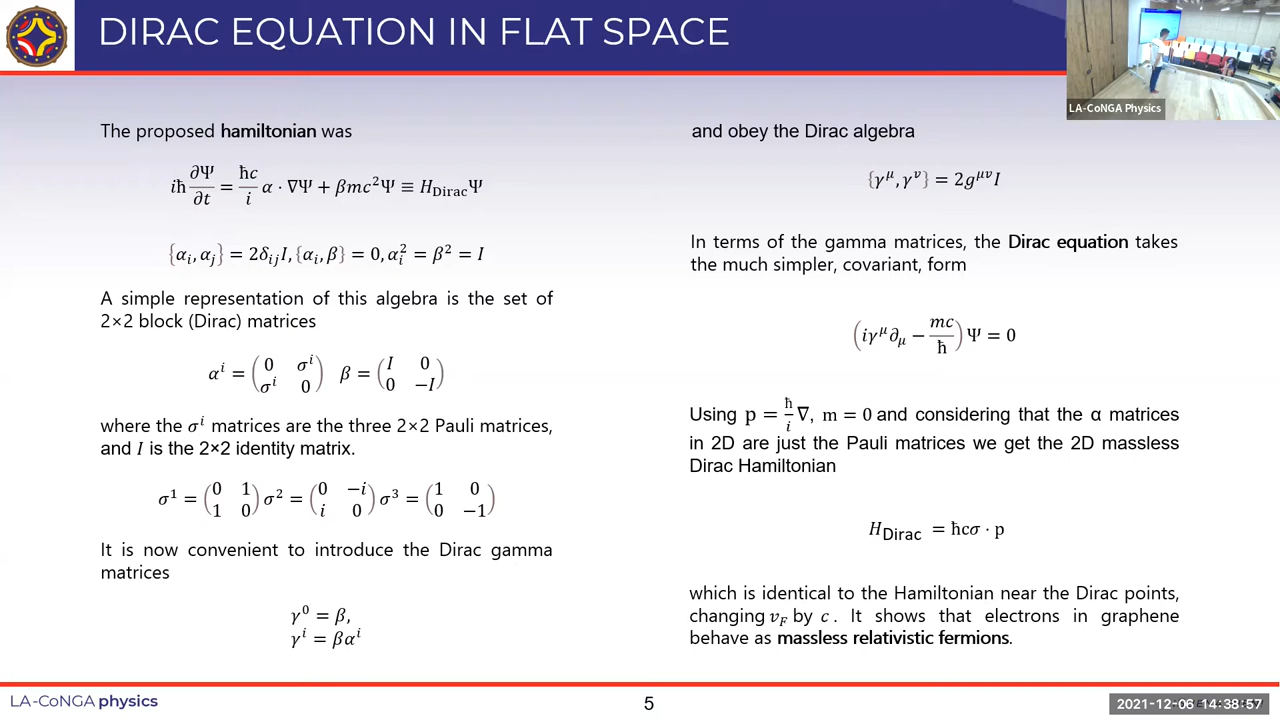 DIRAC EQUATION IN FLAT SPACE
LA-CoNGA Physics
The proposed hamiltonian was
iħ ∂Ψ/∂t = ħc/i α · ∇Ψ + βmc²Ψ ≡ H_Dirac Ψ
{α_i, α_j} = 2δ_ij I, {α_i, β} = 0, α_i² = β² = I
A simple representation of this algebra is the set of
2×2 block (Dirac) matrices
α^i = (0 σ^i; σ^i 0) β = (I 0; 0 −I)
where the σ^i matrices are the three 2×2 Pauli matrices,
and I is the 2×2 identity matrix.
σ¹ = (0 1; 1 0) σ² = (0 −i; i 0) σ³ = (1 0; 0 −1)
It is now convenient to introduce the Dirac gamma
matrices
γ⁰ = β,
γ^i = βα^i
and obey the Dirac algebra
{γ^μ, γ^υ} = 2g^μυ I
In terms of the gamma matrices, the Dirac equation takes
the much simpler, covariant, form
(iγ^μ ∂_μ − mc/ħ) Ψ = 0
Using p = ħ/i ∇, m = 0 and considering that the α matrices
in 2D are just the Pauli matrices we get the 2D massless
Dirac Hamiltonian
H_Dirac = ħcσ · p
which is identical to the Hamiltonian near the Dirac points,
changing v_F by c. It shows that electrons in graphene
behave as massless relativistic fermions.
LA-CoNGA physics
5
2021-12-06 14:38:57